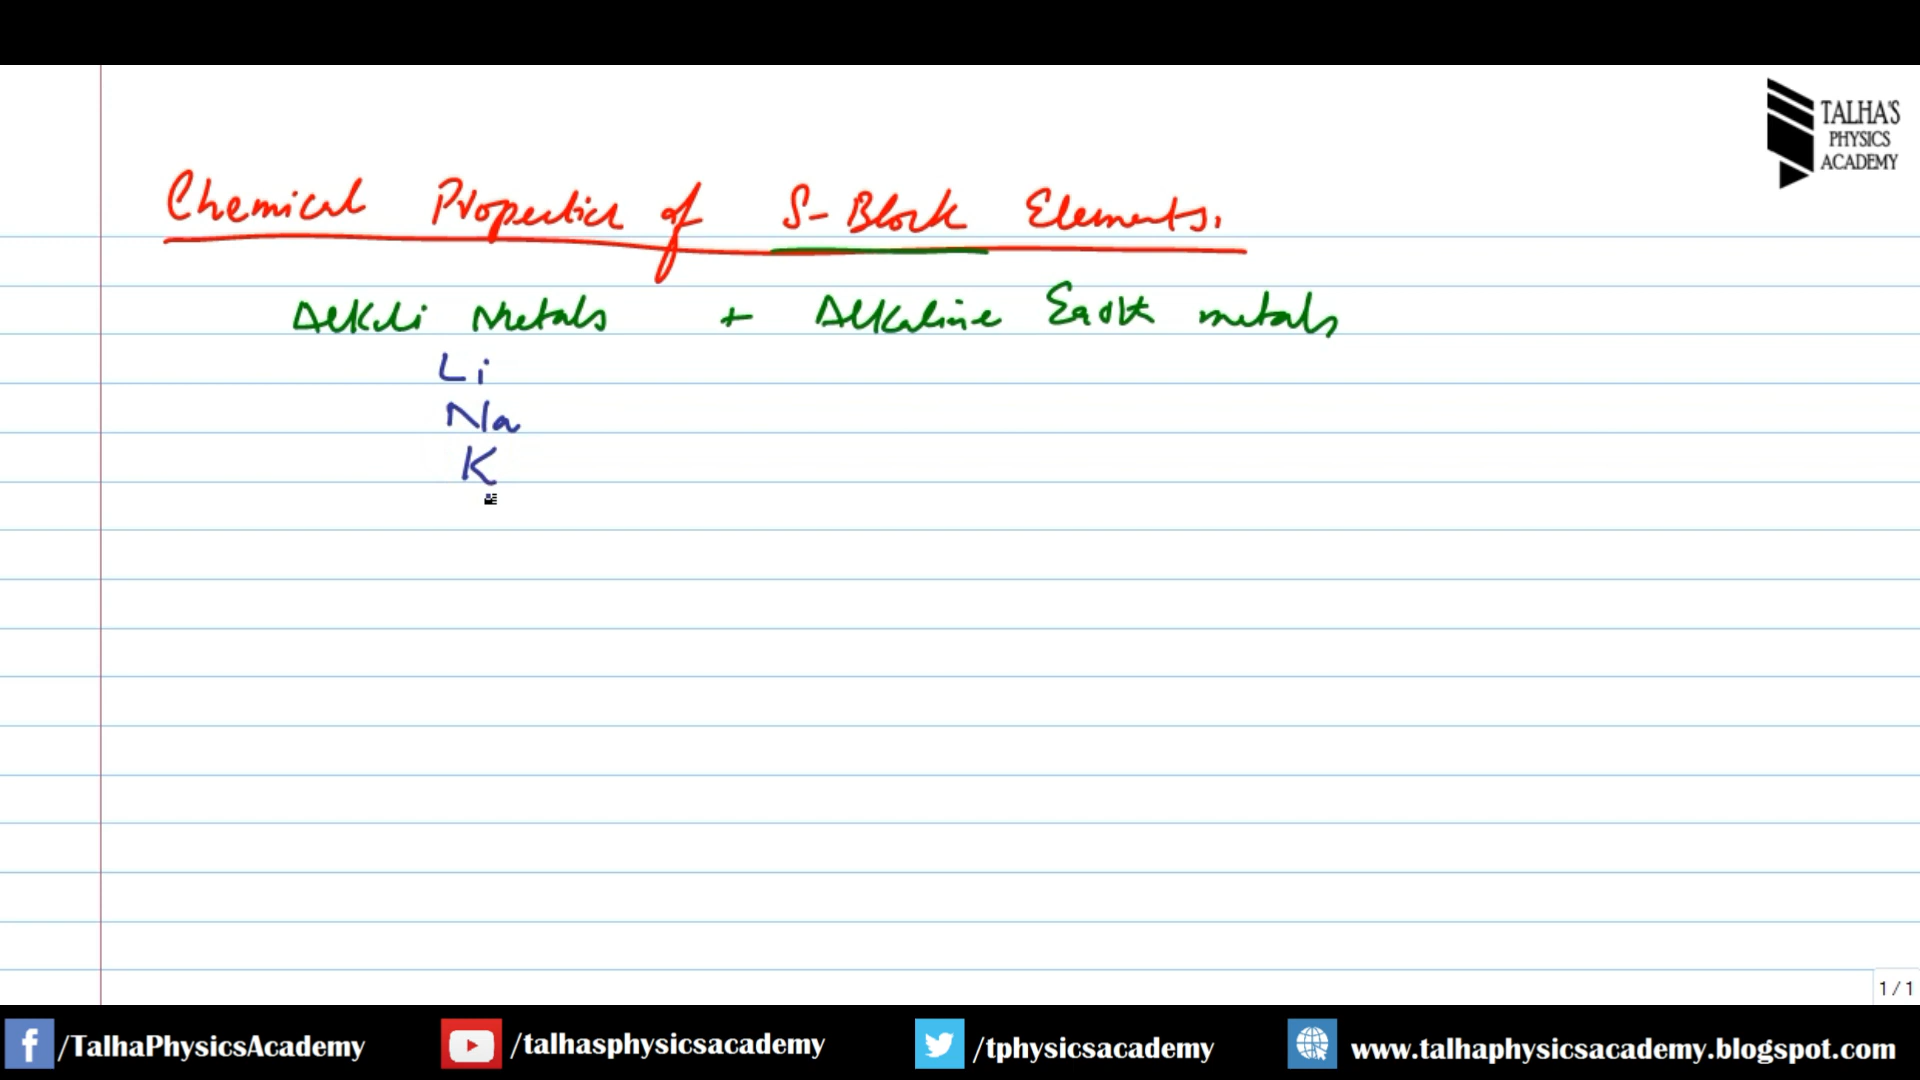 TALHA'S
PHYSICS
ACADEMY
Chemical Properties of S-Block Elements.
Alkali Metals + Alkaline Earth metals
Li
Na
K
1 / 1
/TalhaPhysicsAcademy /talhasphysicsacademy /tphysicsacademy www.talhaphysicsacademy.blogspot.com